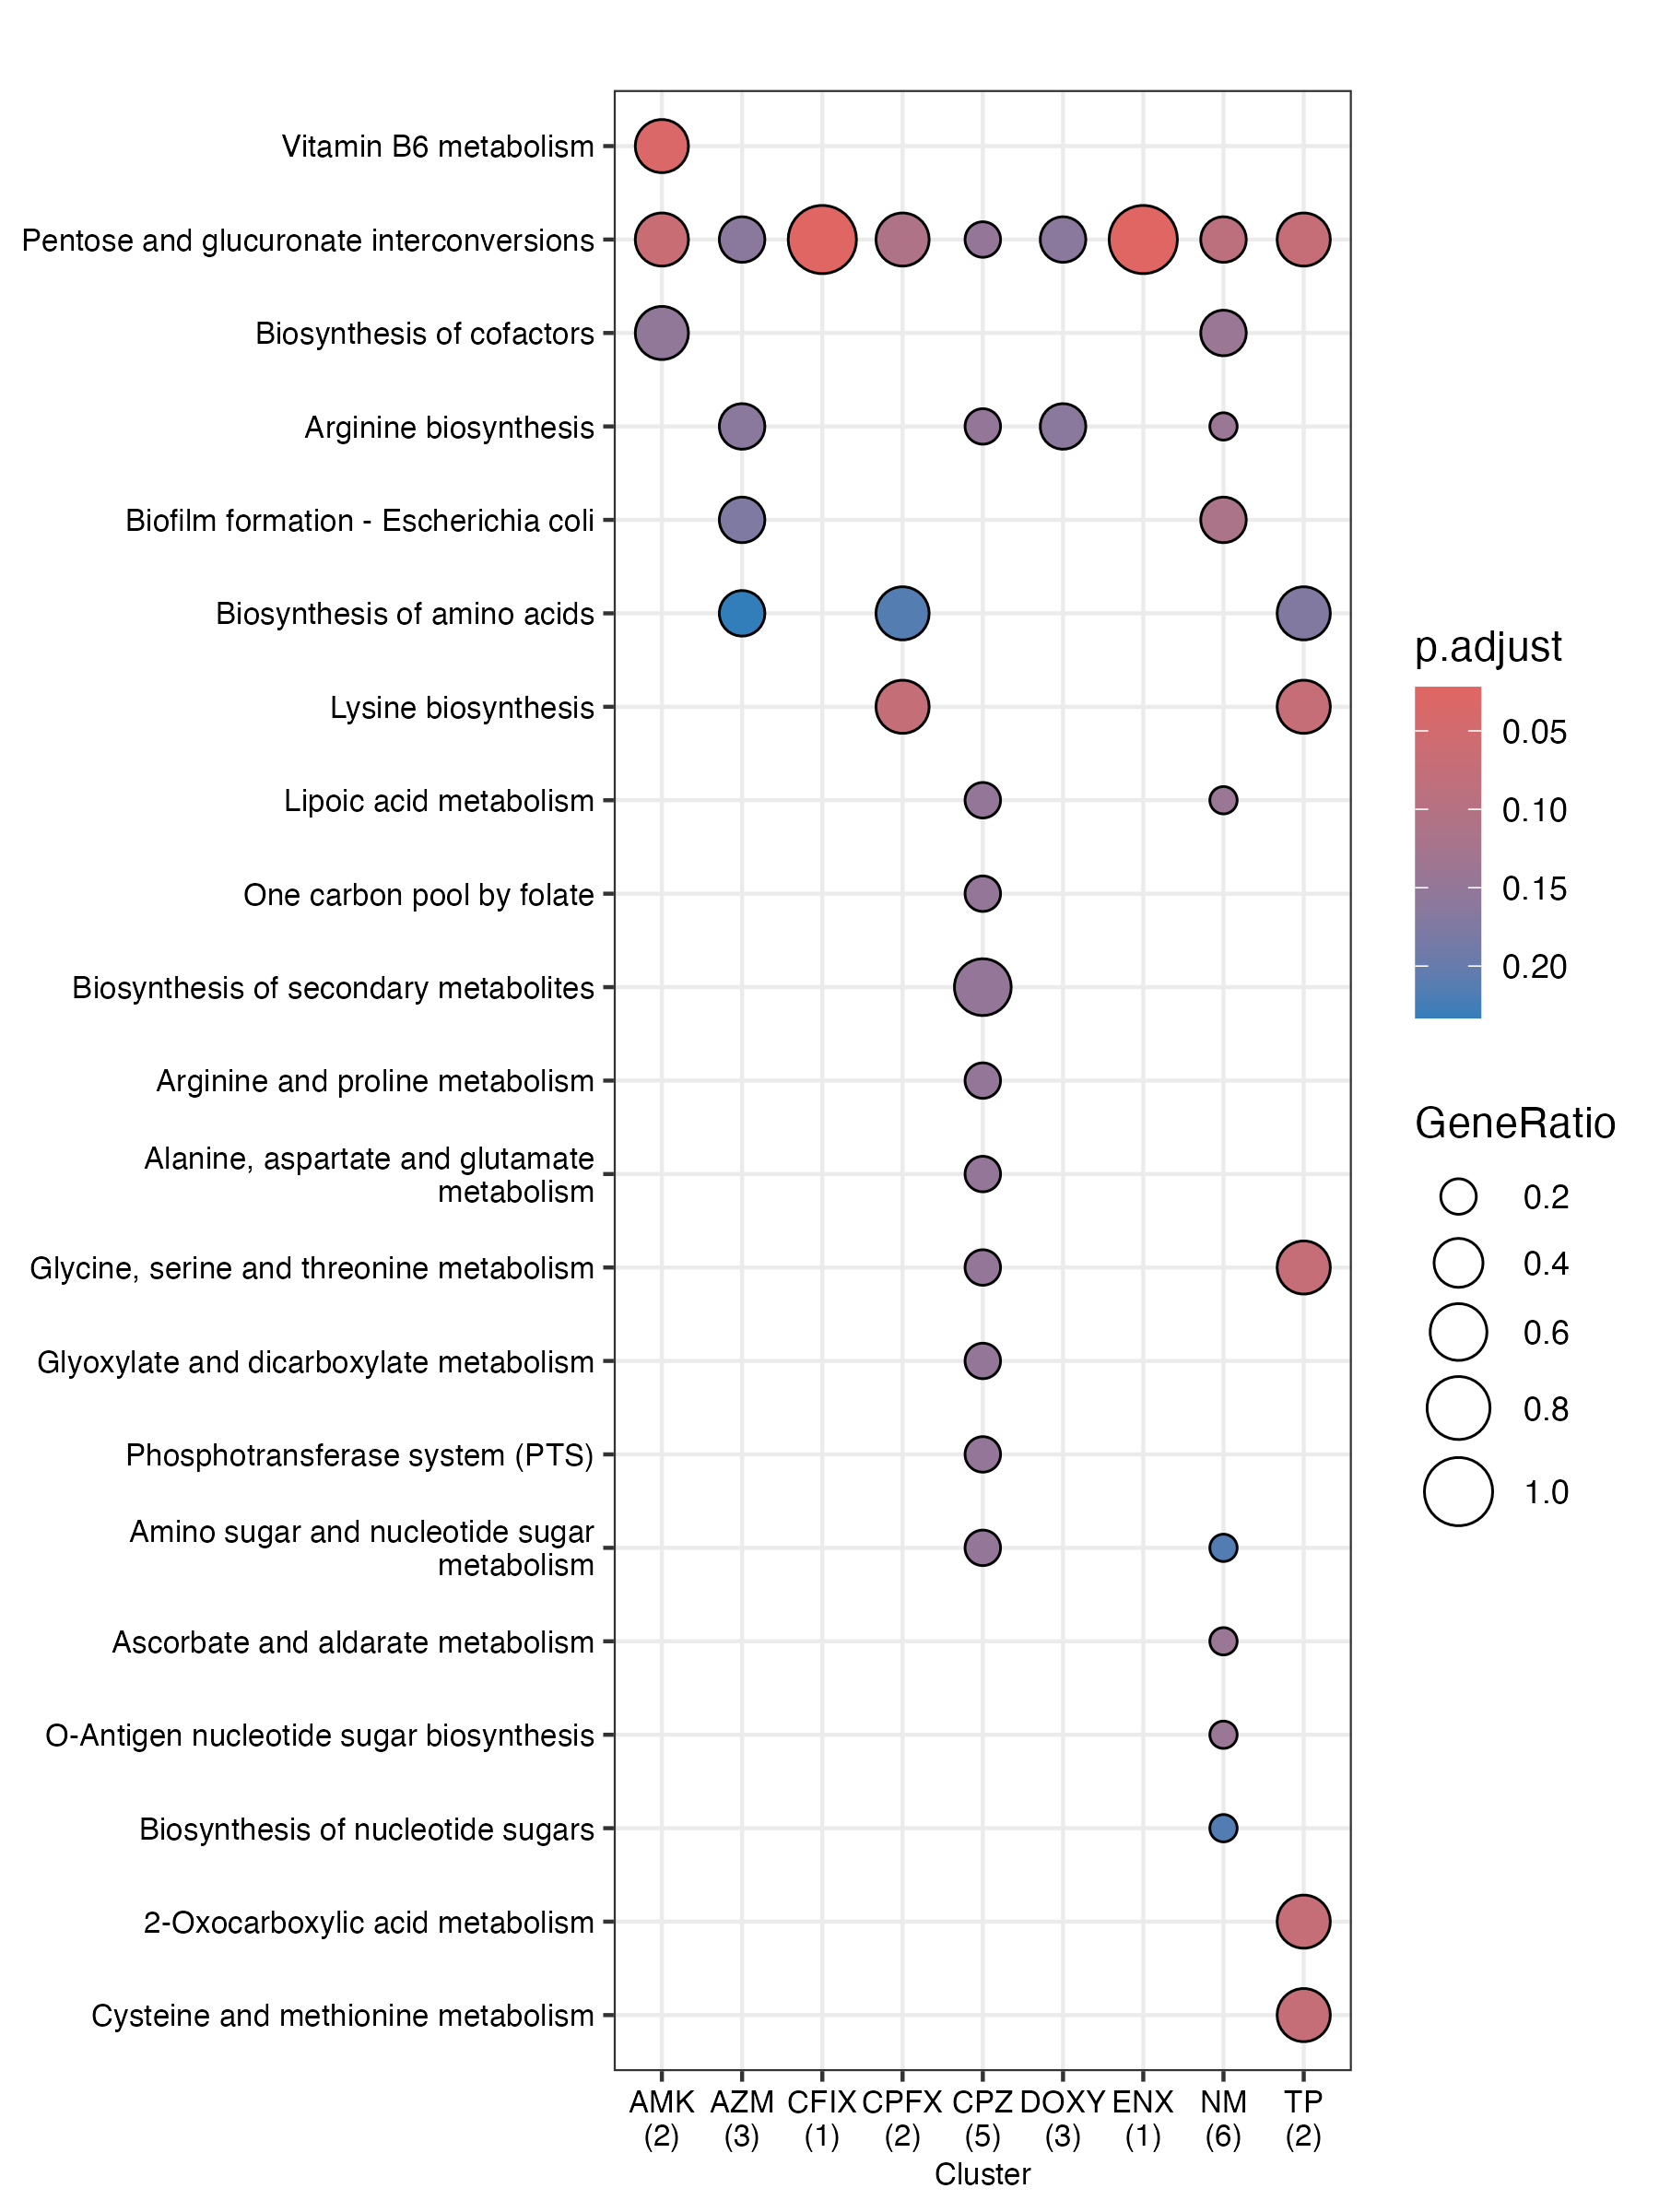 Vitamin B6 metabolism
Pentose and glucuronate interconversions
Biosynthesis of cofactors
Arginine biosynthesis
Biofilm formation - Escherichia coli
Biosynthesis of amino acids
Lysine biosynthesis
Lipoic acid metabolism
One carbon pool by folate
Biosynthesis of secondary metabolites
Arginine and proline metabolism
Alanine, aspartate and glutamate
metabolism
Glycine, serine and threonine metabolism
Glyoxylate and dicarboxylate metabolism
Phosphotransferase system (PTS)
Amino sugar and nucleotide sugar
metabolism
Ascorbate and aldarate metabolism
O-Antigen nucleotide sugar biosynthesis
Biosynthesis of nucleotide sugars
2-Oxocarboxylic acid metabolism
Cysteine and methionine metabolism
AMK AZM CFIX CPFX CPZ DOXY ENX NM TP
(2) (3) (1) (2) (5) (3) (1) (6) (2)
Cluster
p.adjust
0.05
0.10
0.15
0.20
GeneRatio
0.2
0.4
0.6
0.8
1.0